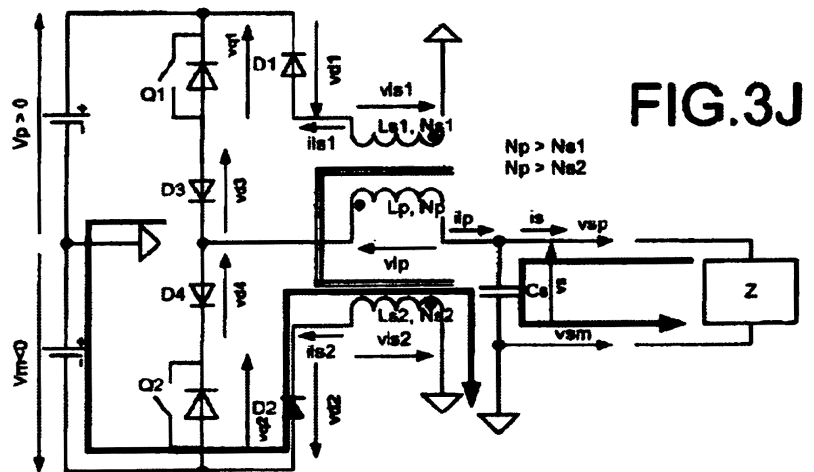 FIG.3J
Vp > 0
Vm<0
Q1
vq1
D1
vd1
vls1
Ls1, Ns1
ils1
Np > Ns1
Np > Ns2
D3
vd3
Lp, Np
ilp
is
vsp
vlp
D4
vd4
Cs
vs
Z
Ls2, Ns2
ils2
vls2
vsm
Q2
vq2
D2
vd2